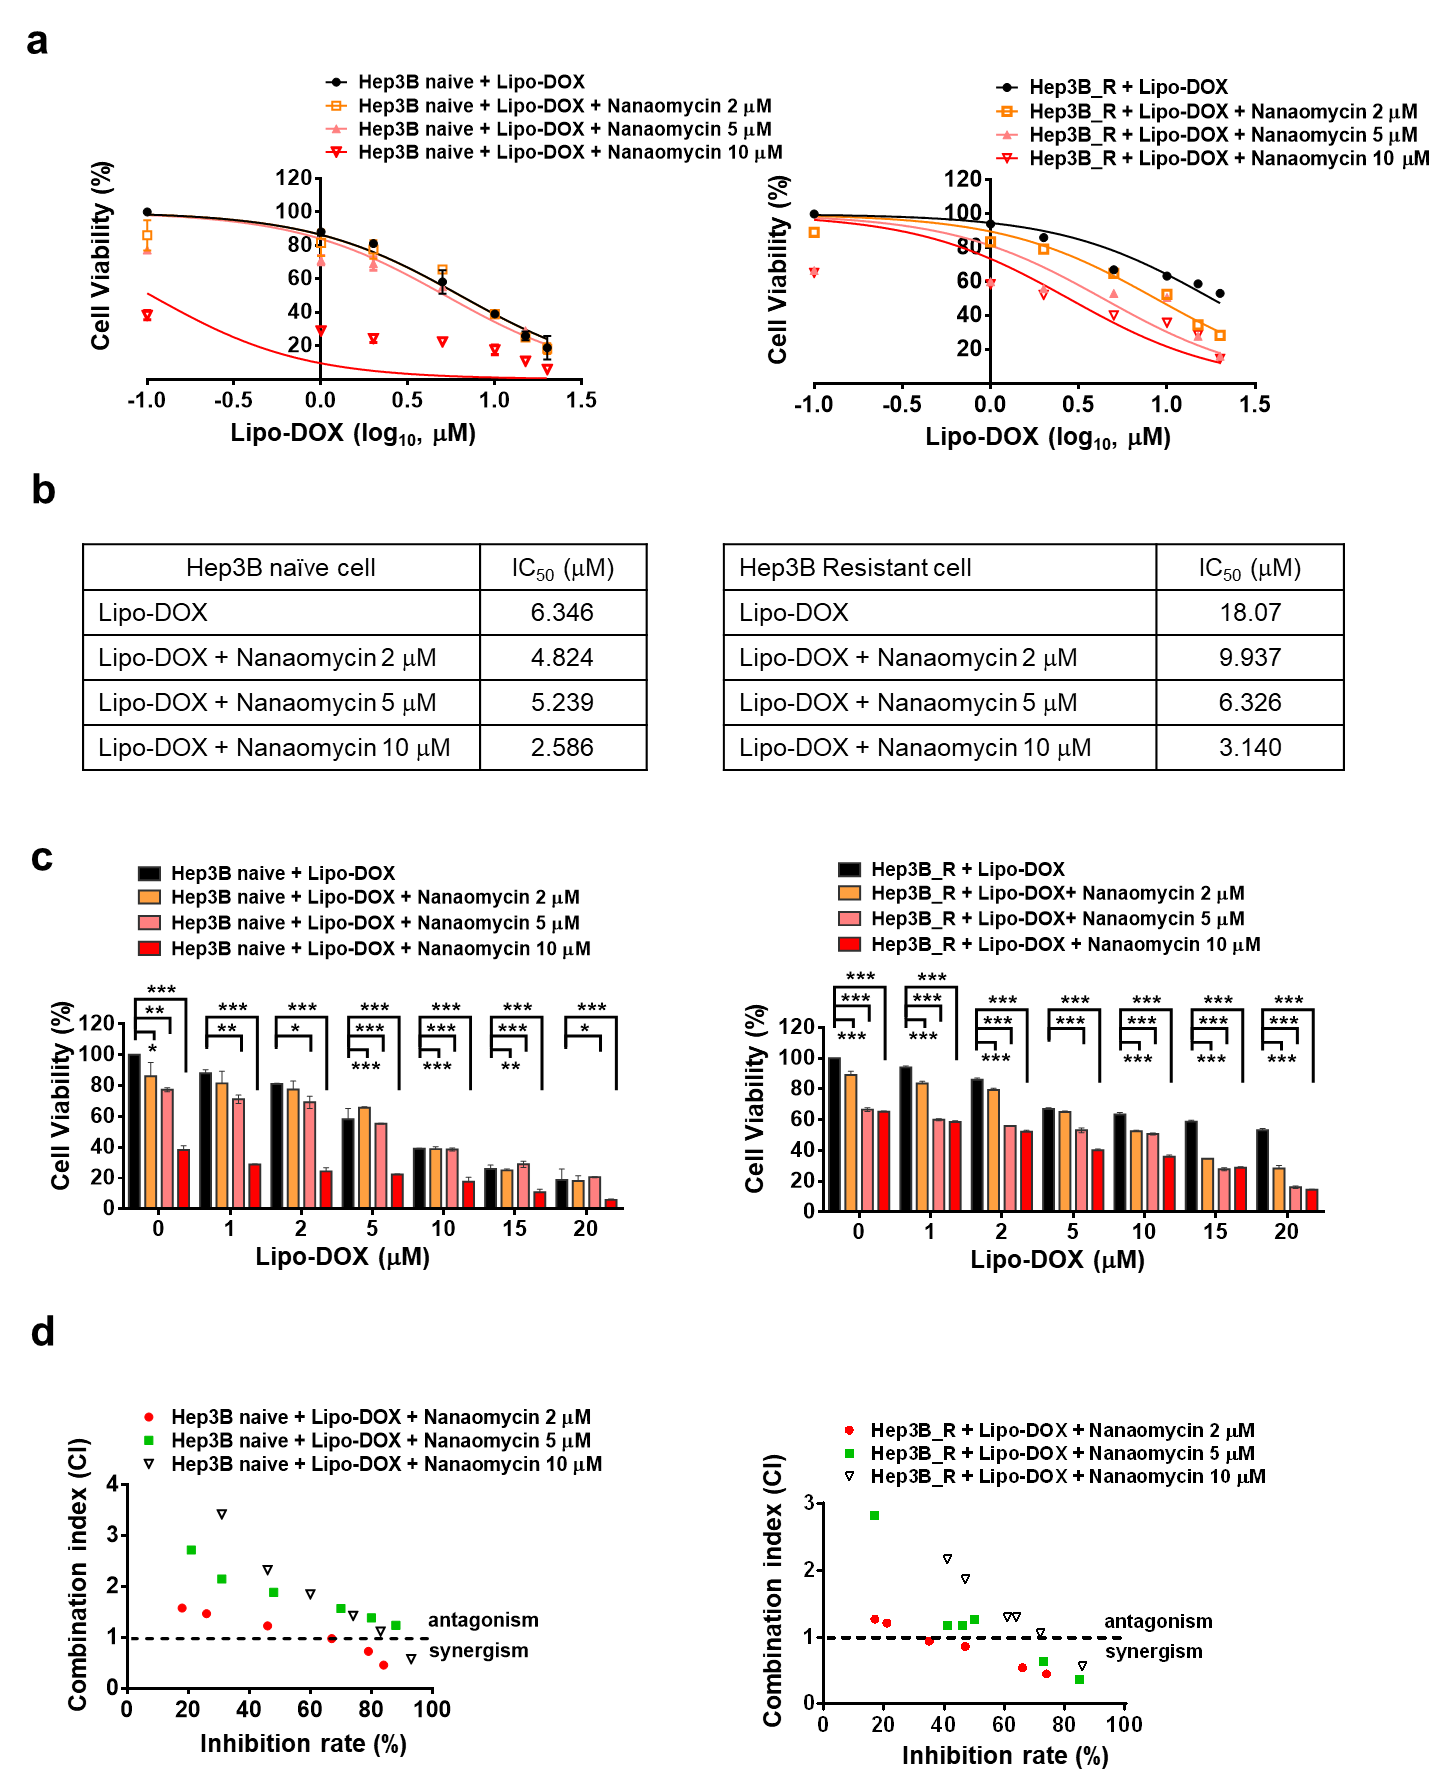 a
Hep3B naive + Lipo-DOX
Hep3B naive + Lipo-DOX + Nanaomycin 2 μM
Hep3B naive + Lipo-DOX + Nanaomycin 5 μM
Hep3B naive + Lipo-DOX + Nanaomycin 10 μM
Cell Viability (%)
120
100
80
60
40
20
-1.0 -0.5 0.0 0.5 1.0 1.5
Lipo-DOX (log10, μM)
Hep3B_R + Lipo-DOX
Hep3B_R + Lipo-DOX + Nanaomycin 2 μM
Hep3B_R + Lipo-DOX + Nanaomycin 5 μM
Hep3B_R + Lipo-DOX + Nanaomycin 10 μM
Cell Viability (%)
120
100
80
60
40
20
-1.0 -0.5 0.0 0.5 1.0 1.5
Lipo-DOX (log10, μM)
b
Hep3B naïve cell IC50 (μM)
Lipo-DOX 6.346
Lipo-DOX + Nanaomycin 2 μM 4.824
Lipo-DOX + Nanaomycin 5 μM 5.239
Lipo-DOX + Nanaomycin 10 μM 2.586
Hep3B Resistant cell IC50 (μM)
Lipo-DOX 18.07
Lipo-DOX + Nanaomycin 2 μM 9.937
Lipo-DOX + Nanaomycin 5 μM 6.326
Lipo-DOX + Nanaomycin 10 μM 3.140
c
Hep3B naive + Lipo-DOX
Hep3B naive + Lipo-DOX + Nanaomycin 2 μM
Hep3B naive + Lipo-DOX + Nanaomycin 5 μM
Hep3B naive + Lipo-DOX + Nanaomycin 10 μM
Cell Viability (%)
*** 
*** *** *** *** *** ***
** ** * *** *** *** *
* *** *** **
120
100
80
60
40
20
0
0 1 2 5 10 15 20
Lipo-DOX (μM)
Hep3B_R + Lipo-DOX
Hep3B_R + Lipo-DOX+ Nanaomycin 2 μM
Hep3B_R + Lipo-DOX+ Nanaomycin 5 μM
Hep3B_R + Lipo-DOX + Nanaomycin 10 μM
Cell Viability (%)
*** *** *** *** *** *** ***
*** *** *** *** *** *** ***
*** *** *** *** *** ***
120
100
80
60
40
20
0
0 1 2 5 10 15 20
Lipo-DOX (μM)
d
Hep3B naive + Lipo-DOX + Nanaomycin 2 μM
Hep3B naive + Lipo-DOX + Nanaomycin 5 μM
Hep3B naive + Lipo-DOX + Nanaomycin 10 μM
Combination index (CI)
4
3
2
1
0
antagonism
synergism
0 20 40 60 80 100
Inhibition rate (%)
Hep3B_R + Lipo-DOX + Nanaomycin 2 μM
Hep3B_R + Lipo-DOX + Nanaomycin 5 μM
Hep3B_R + Lipo-DOX + Nanaomycin 10 μM
Combination index (CI)
3
2
1
0
antagonism
synergism
0 20 40 60 80 100
Inhibition rate (%)